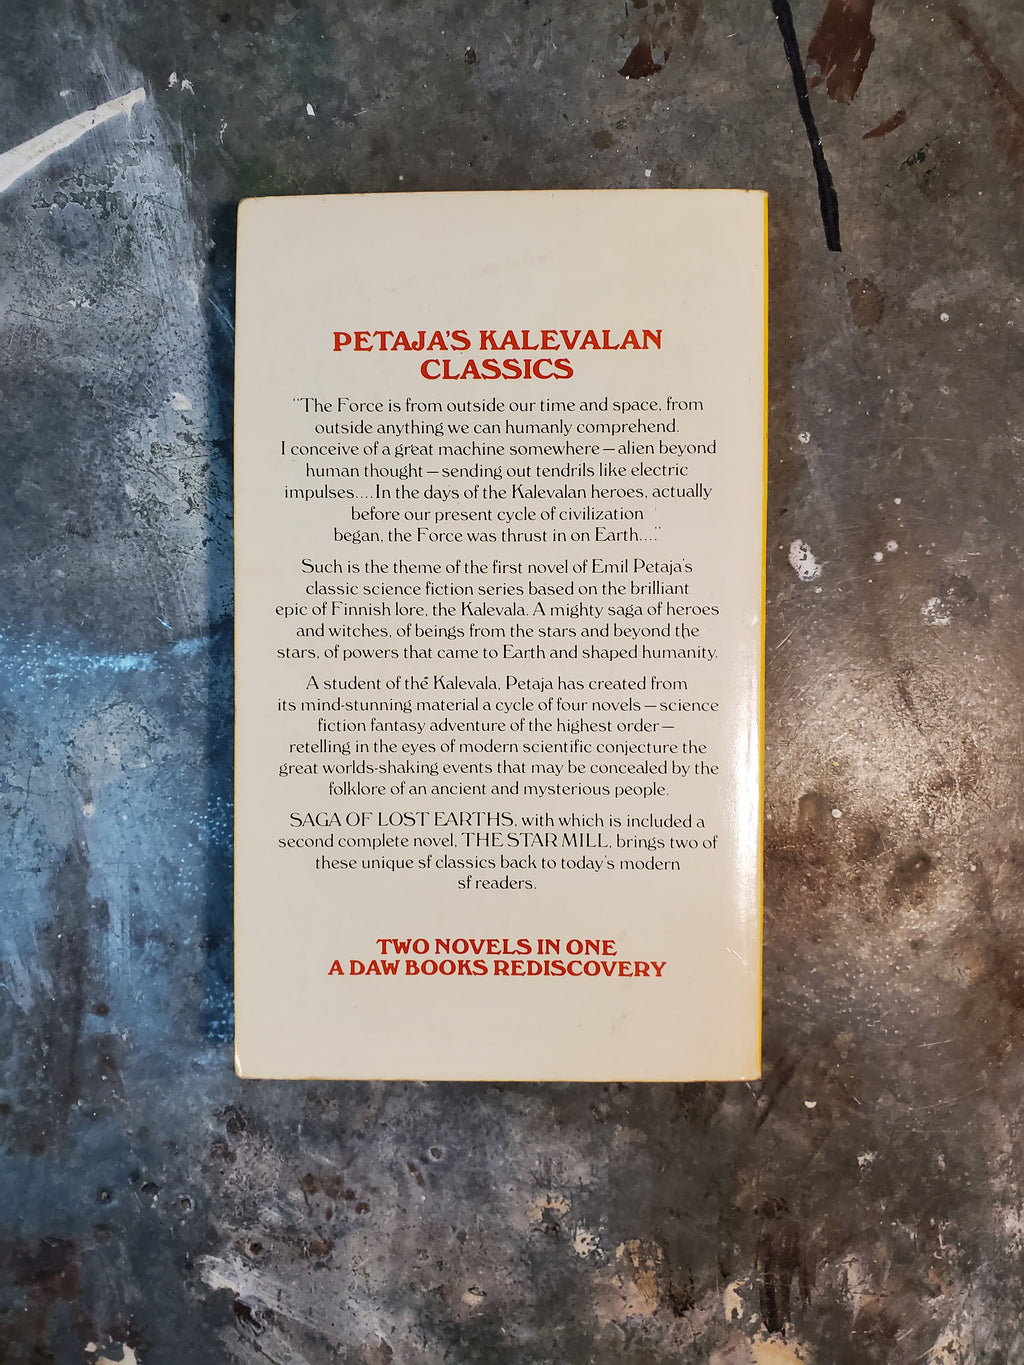 PETAJA'S KALEVALAN
CLASSICS
"The Force is from outside our time and space, from
outside anything we can humanly comprehend.
I conceive of a great machine somewhere—alien beyond
human thought—sending out tendrils like electric
impulses....In the days of the Kalevalan heroes, actually
before our present cycle of civilization
began, the Force was thrust in on Earth...."
Such is the theme of the first novel of Emil Petaja's
classic science fiction series based on the brilliant
epic of Finnish lore, the Kalevala. A mighty saga of heroes
and witches, of beings from the stars and beyond the
stars, of powers that came to Earth and shaped humanity.
A student of the Kalevala, Petaja has created from
its mind-stunning material a cycle of four novels—science
fiction fantasy adventure of the highest order—
retelling in the eyes of modern scientific conjecture the
great worlds-shaking events that may be concealed by the
folklore of an ancient and mysterious people.
SAGA OF LOST EARTHS, with which is included a
second complete novel, THE STAR MILL, brings two of
these unique sf classics back to today's modern
sf readers.
TWO NOVELS IN ONE
A DAW BOOKS REDISCOVERY